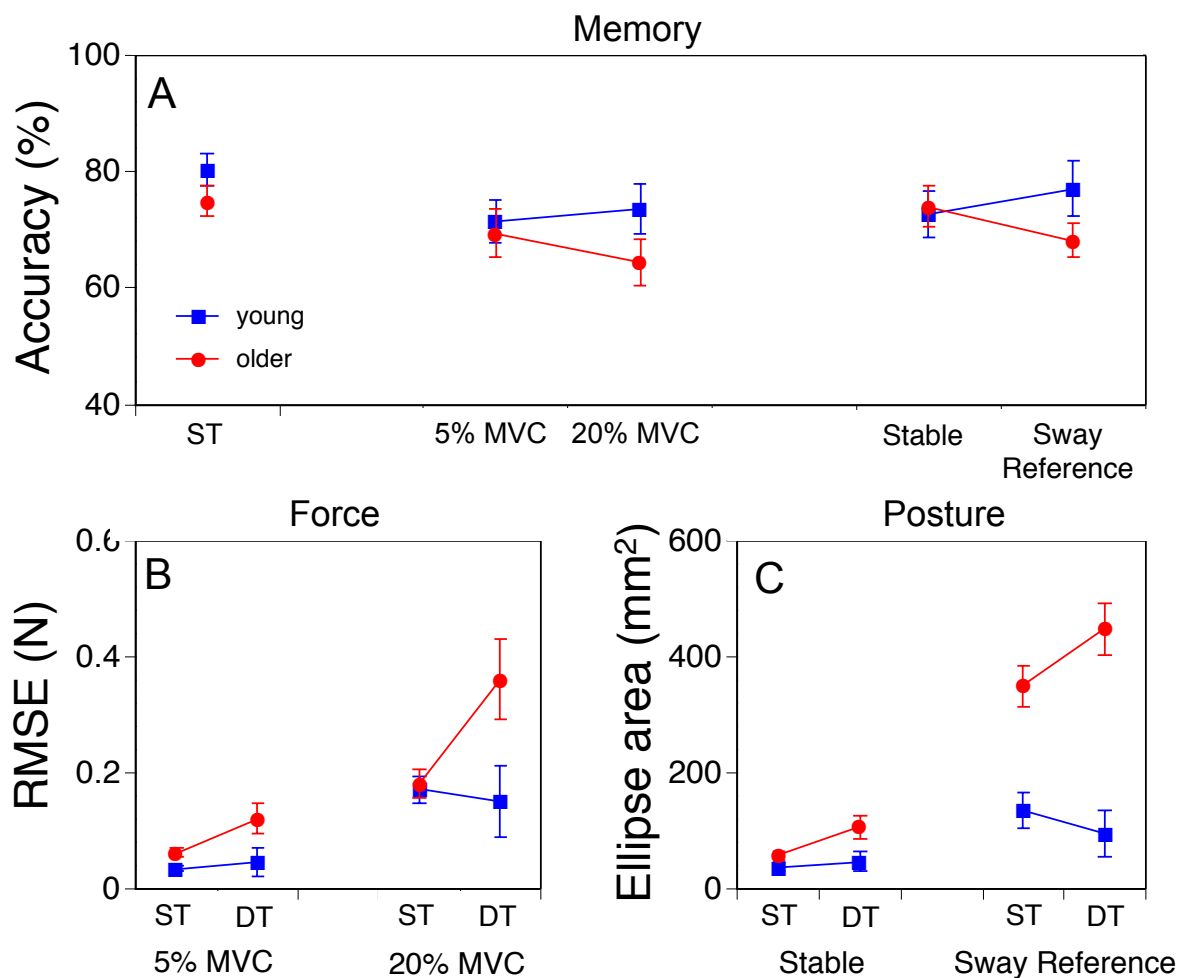 Memory
100
80
60
40
Accuracy (%)
A
young
older
ST
5% MVC
20% MVC
Stable
Sway
Reference
Force
0.6
0.4
0.2
0
RMSE (N)
B
ST
DT
ST
DT
5% MVC
20% MVC
Posture
600
400
200
0
Ellipse area (mm²)
C
ST
DT
ST
DT
Stable
Sway Reference